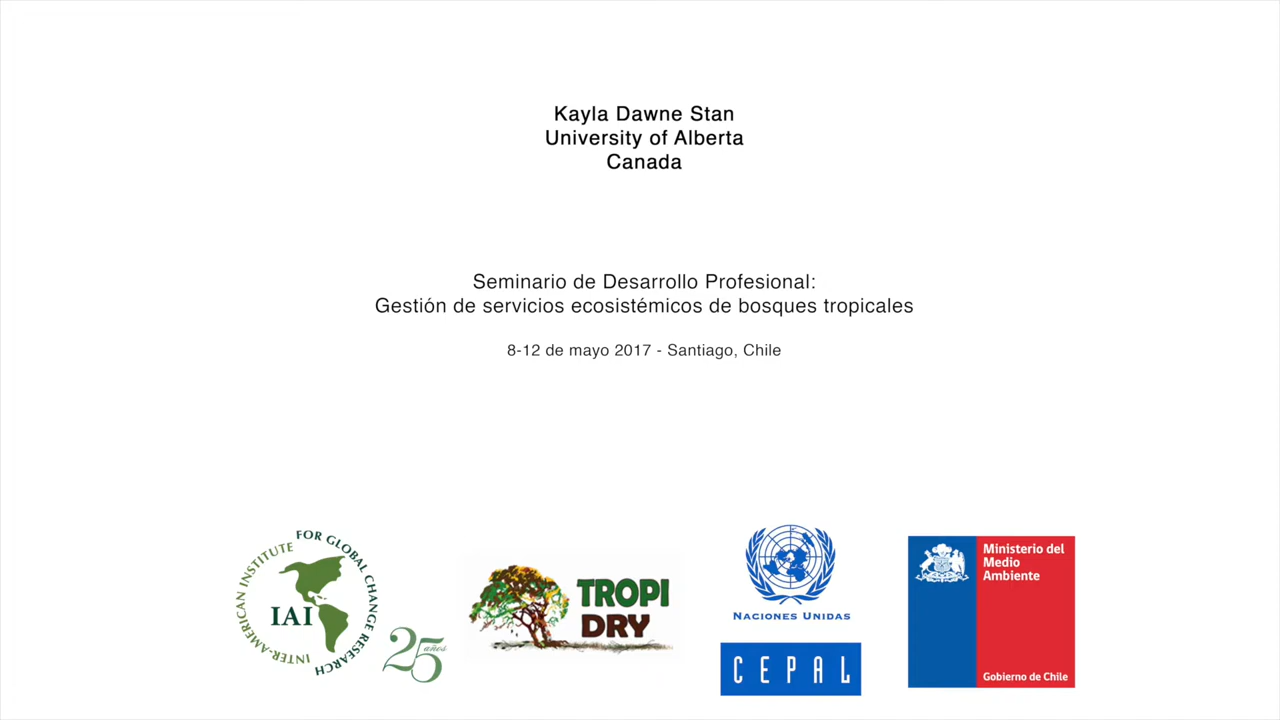 Kayla Dawne Stan
University of Alberta
Canada
Seminario de Desarrollo Profesional:
Gestión de servicios ecosistémicos de bosques tropicales
8-12 de mayo 2017 - Santiago, Chile
INTER-AMERICAN INSTITUTE FOR GLOBAL CHANGE RESEARCH
IAI
25 años
TROPI
DRY
NACIONES UNIDAS
CEPAL
Ministerio del
Medio
Ambiente
Gobierno de Chile